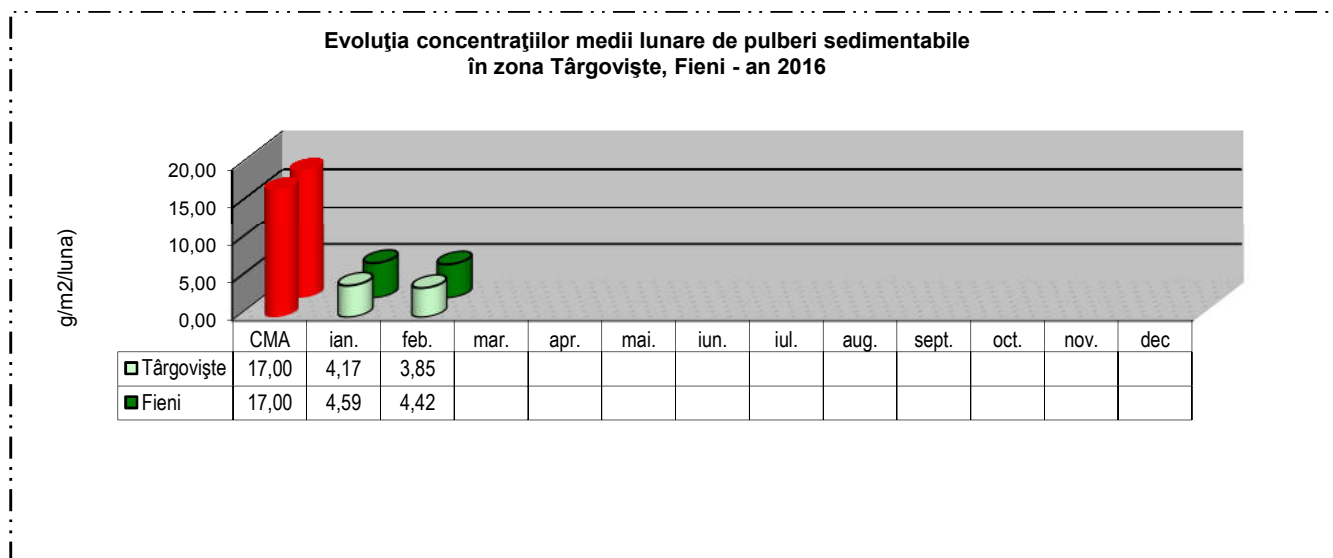 Evoluţia concentraţiilor medii lunare de pulberi sedimentabile
în zona Târgovişte, Fieni - an 2016
g/m2/luna)
20,00
15,00
10,00
5,00
0,00
CMA ian. feb. mar. apr. mai. iun. iul. aug. sept. oct. nov. dec
Târgovişte 17,00 4,17 3,85
Fieni 17,00 4,59 4,42